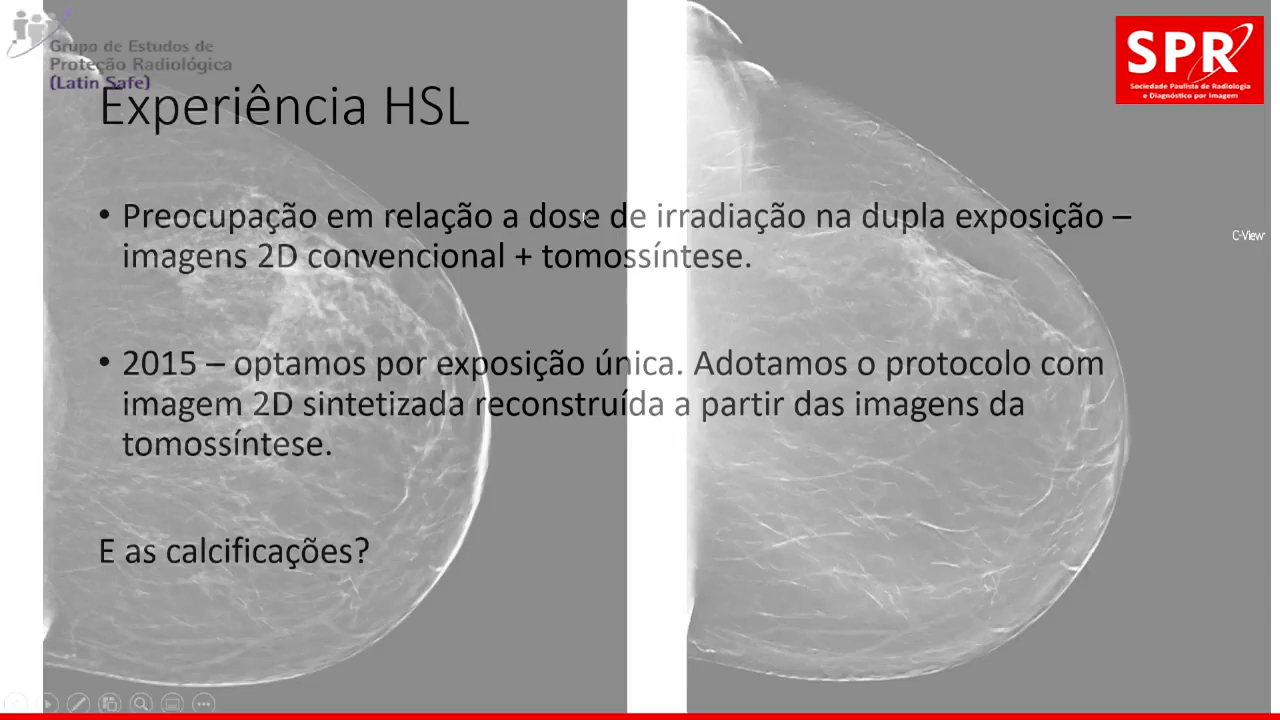 Grupo de Estudos de
Proteção Radiológica
(Latin Safe)
SPR
Sociedade Paulista de Radiologia
e Diagnóstico por Imagem
Experiência HSL
• Preocupação em relação a dose de irradiação na dupla exposição –
imagens 2D convencional + tomossíntese.
C-View
• 2015 – optamos por exposição única. Adotamos o protocolo com
imagem 2D sintetizada reconstruída a partir das imagens da
tomossíntese.
E as calcificações?